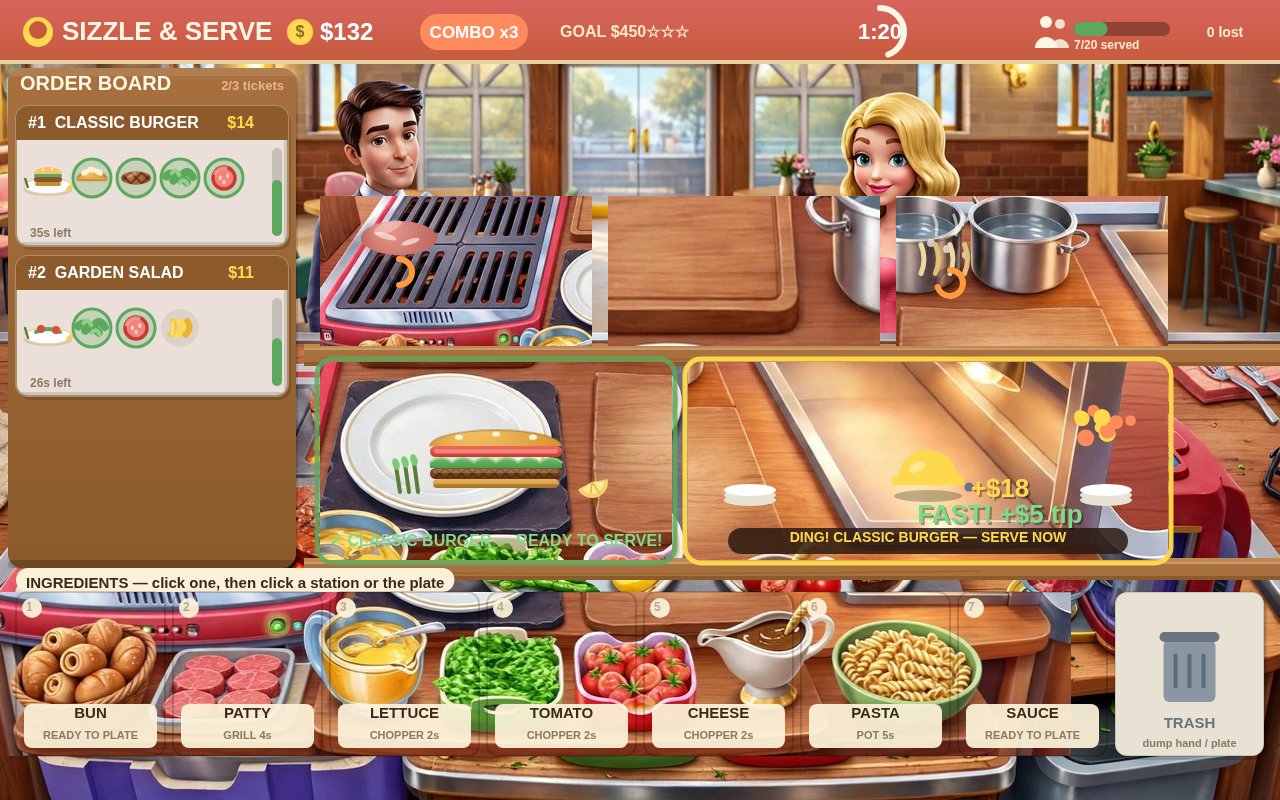 SIZZLE & SERVE $ $132 COMBO x3 GOAL $450☆☆☆ 1:20 7/20 served 0 lost
ORDER BOARD 2/3 tickets
#1 CLASSIC BURGER $14
35s left
#2 GARDEN SALAD $11
26s left
+$18
FAST! +$5 tip
CLASSIC BURGER — READY TO SERVE!
DING! CLASSIC BURGER — SERVE NOW
INGREDIENTS — click one, then click a station or the plate
1 2 3 4 5 6 7
BUN
READY TO PLATE
PATTY
GRILL 4s
LETTUCE
CHOPPER 2s
TOMATO
CHOPPER 2s
CHEESE
CHOPPER 2s
PASTA
POT 5s
SAUCE
READY TO PLATE
TRASH
dump hand / plate